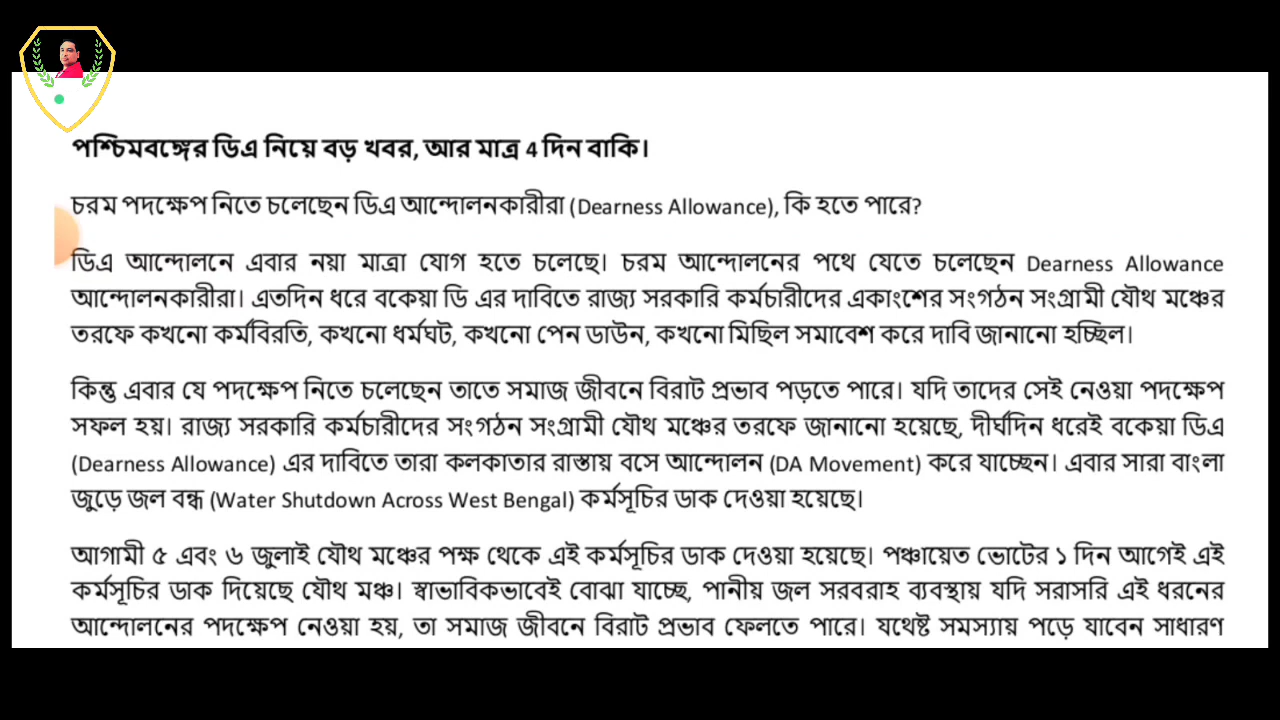 পশ্চিমবঙ্গের ডিএ নিয়ে বড় খবর, আর মাত্র 4 দিন বাকি।
চরম পদক্ষেপ নিতে চলেছেন ডিএ আন্দোলনকারীরা (Dearness Allowance), কি হতে পারে?
ডিএ আন্দোলনে এবার নয়া মাত্রা যোগ হতে চলেছে। চরম আন্দোলনের পথে যেতে চলেছেন Dearness Allowance
আন্দোলনকারীরা। এতদিন ধরে বকেয়া ডি এর দাবিতে রাজ্য সরকারি কর্মচারীদের একাংশের সংগঠন সংগ্রামী যৌথ মঞ্চের
তরফে কখনো কর্মবিরতি, কখনো ধর্মঘট, কখনো পেন ডাউন, কখনো মিছিল সমাবেশ করে দাবি জানানো হচ্ছিল।
কিন্তু এবার যে পদক্ষেপ নিতে চলেছেন তাতে সমাজ জীবনে বিরাট প্রভাব পড়তে পারে। যদি তাদের সেই নেওয়া পদক্ষেপ
সফল হয়। রাজ্য সরকারি কর্মচারীদের সংগঠন সংগ্রামী যৌথ মঞ্চের তরফে জানানো হয়েছে, দীর্ঘদিন ধরেই বকেয়া ডিএ
(Dearness Allowance) এর দাবিতে তারা কলকাতার রাস্তায় বসে আন্দোলন (DA Movement) করে যাচ্ছেন। এবার সারা বাংলা
জুড়ে জল বন্ধ (Water Shutdown Across West Bengal) কর্মসূচির ডাক দেওয়া হয়েছে।
আগামী ৫ এবং ৬ জুলাই যৌথ মঞ্চের পক্ষ থেকে এই কর্মসূচির ডাক দেওয়া হয়েছে। পঞ্চায়েত ভোটের ১ দিন আগেই এই
কর্মসূচির ডাক দিয়েছে যৌথ মঞ্চ। স্বাভাবিকভাবেই বোঝা যাচ্ছে, পানীয় জল সরবরাহ ব্যবস্থায় যদি সরাসরি এই ধরনের
আন্দোলনের পদক্ষেপ নেওয়া হয়, তা সমাজ জীবনে বিরাট প্রভাব ফেলতে পারে। যথেষ্ট সমস্যায় পড়ে যাবেন সাধারণ